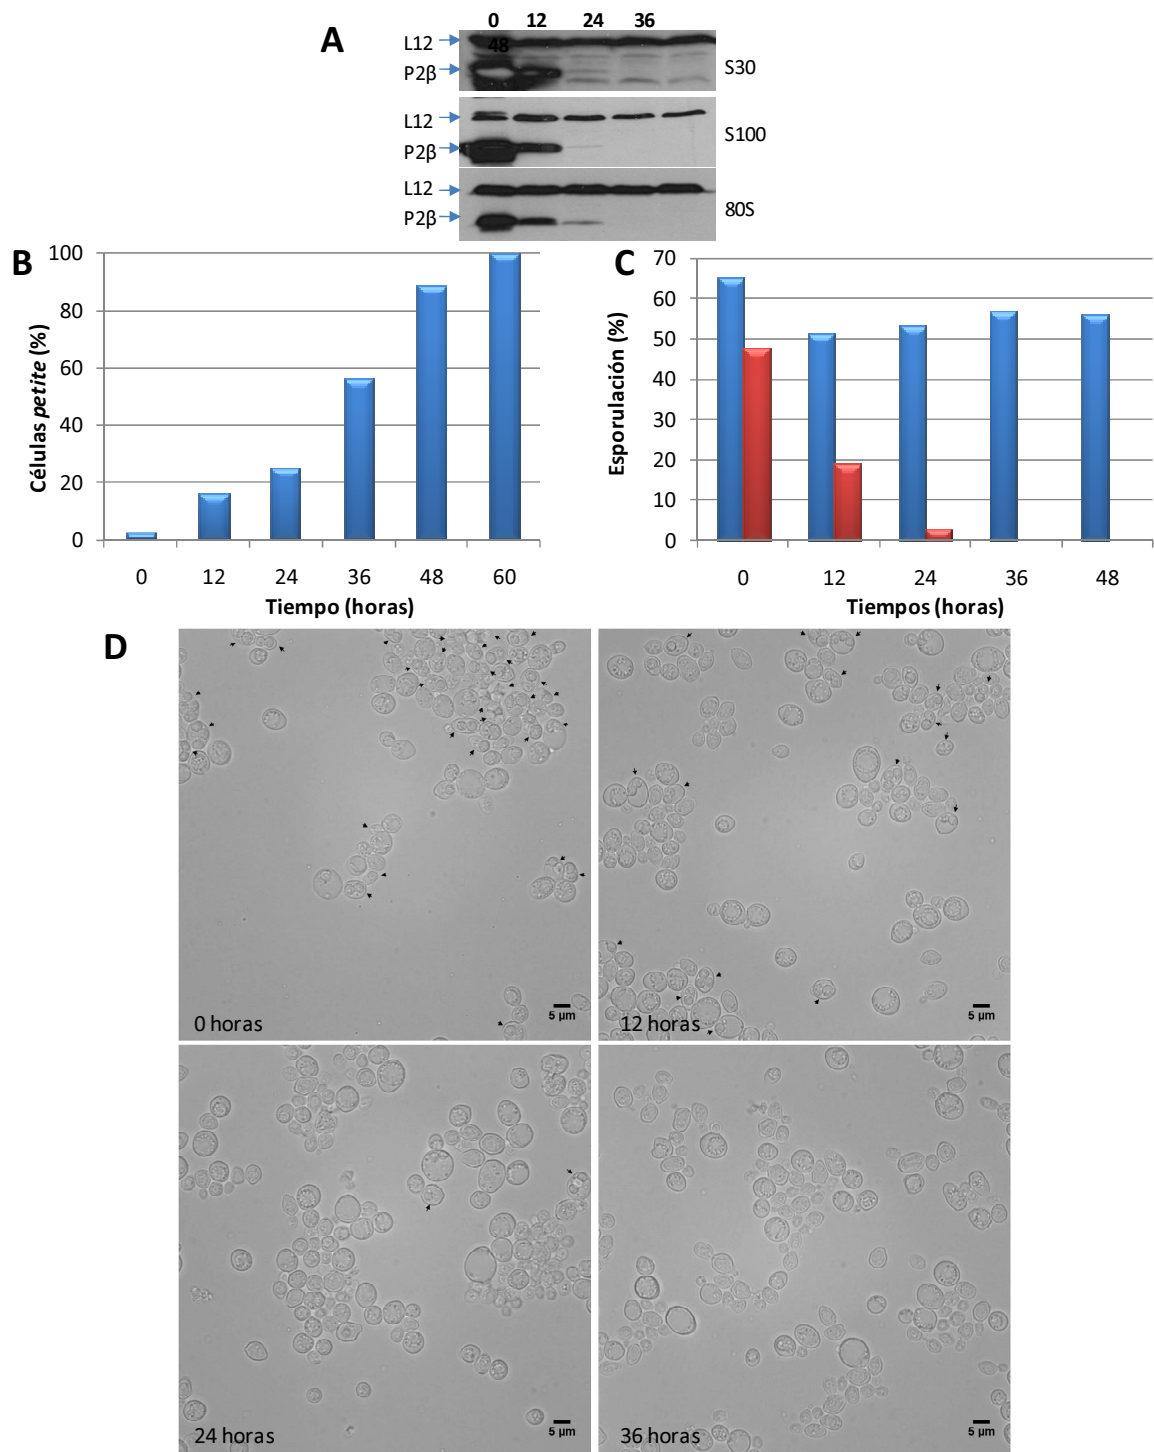 A
0 12 24 36
48
L12
P2β
S30
L12
P2β
S100
L12
P2β
80S
B
Células petite (%)
100
80
60
40
20
0
0 12 24 36 48 60
Tiempo (horas)
C
Esporulación (%)
70
60
50
40
30
20
10
0
0 12 24 36 48
Tiempos (horas)
D
0 horas
5 µm
12 horas
5 µm
24 horas
5 µm
36 horas
5 µm